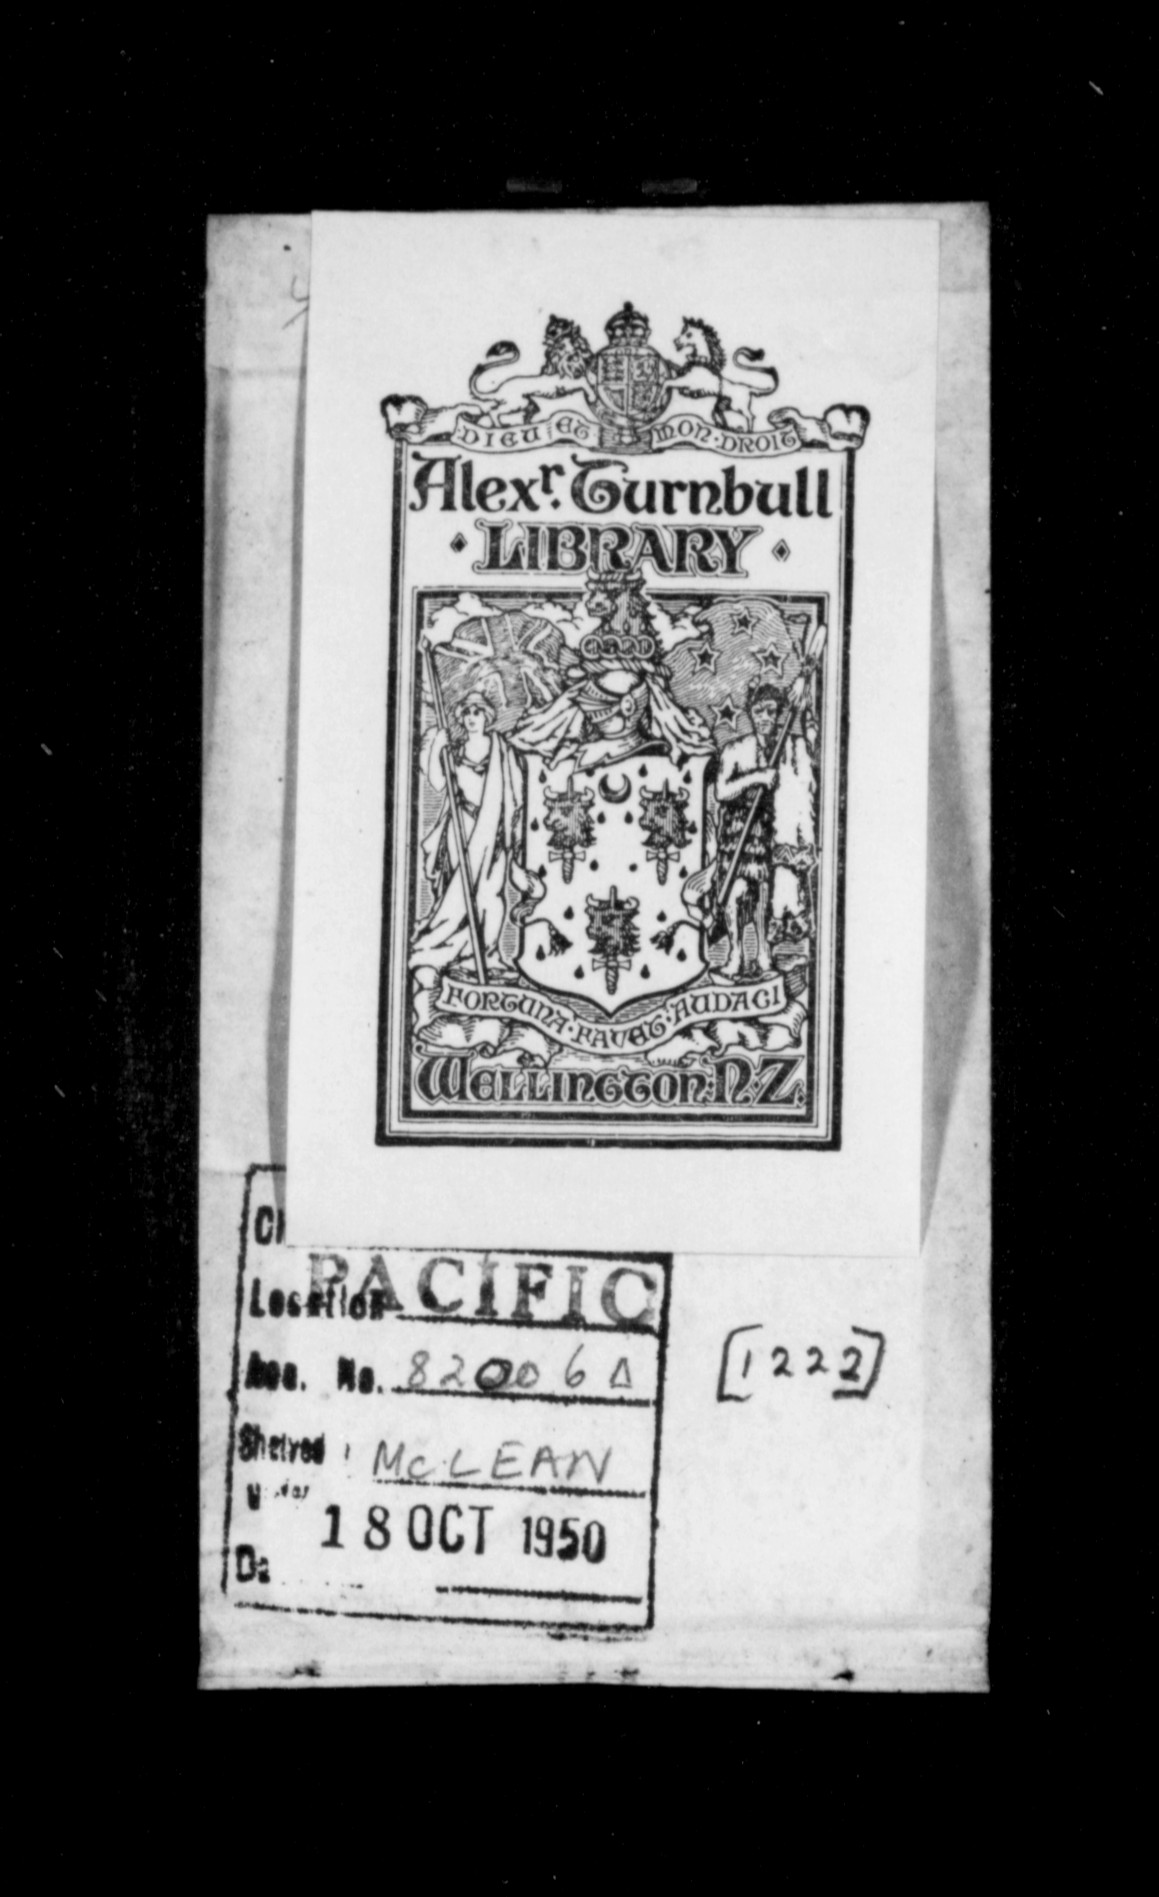 DIEU ET MON DROIT
Alexr. Turnbull
LIBRARY
FORTUNA FAVET AUDACI
WELLINGTON: N.Z.
PACIFIC
Location
Acc. No. 82006
[1222]
Shelved
McLEAN
18 OCT 1950